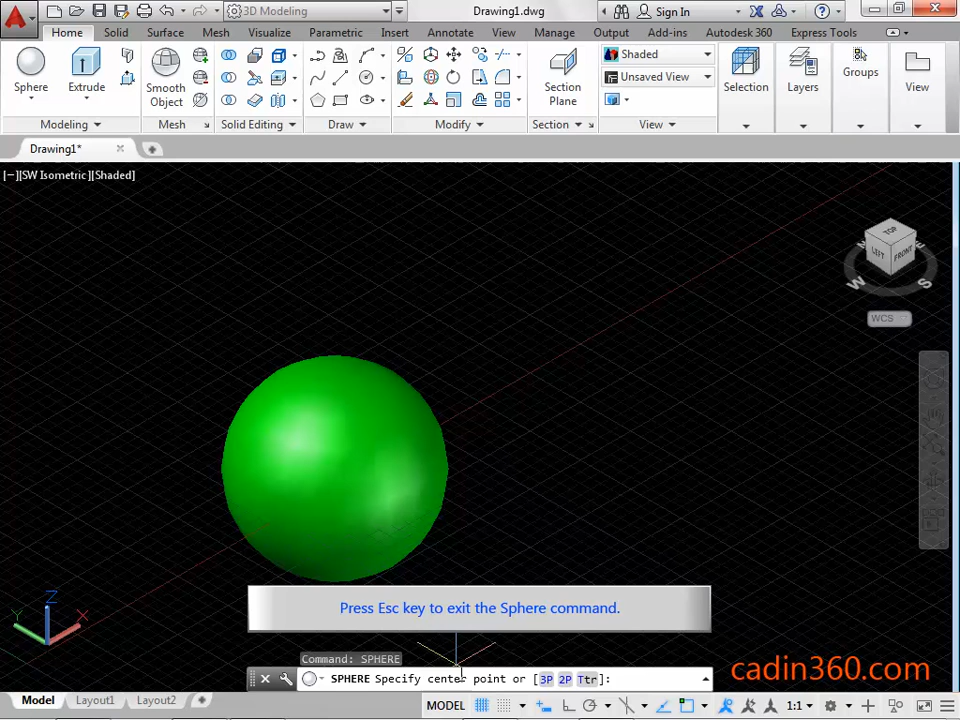 3D Modeling
Drawing1.dwg
Sign In
Home Solid Surface Mesh Visualize Parametric Insert Annotate View Manage Output Add-ins Autodesk 360 Express Tools
Sphere
Extrude
Smooth
Object
Section
Plane
Shaded
Unsaved View
Selection
Layers
Groups
View
Modeling
Mesh
Solid Editing
Draw
Modify
Section
View
Drawing1*
[−][SW Isometric][Shaded]
TOP
LEFT
FRONT
W
S
WCS
Z
Y
X
Press Esc key to exit the Sphere command.
Command: SPHERE
SPHERE Specify center point or [3P 2P Ttr]:
cadin360.com
Model Layout1 Layout2
MODEL
1:1